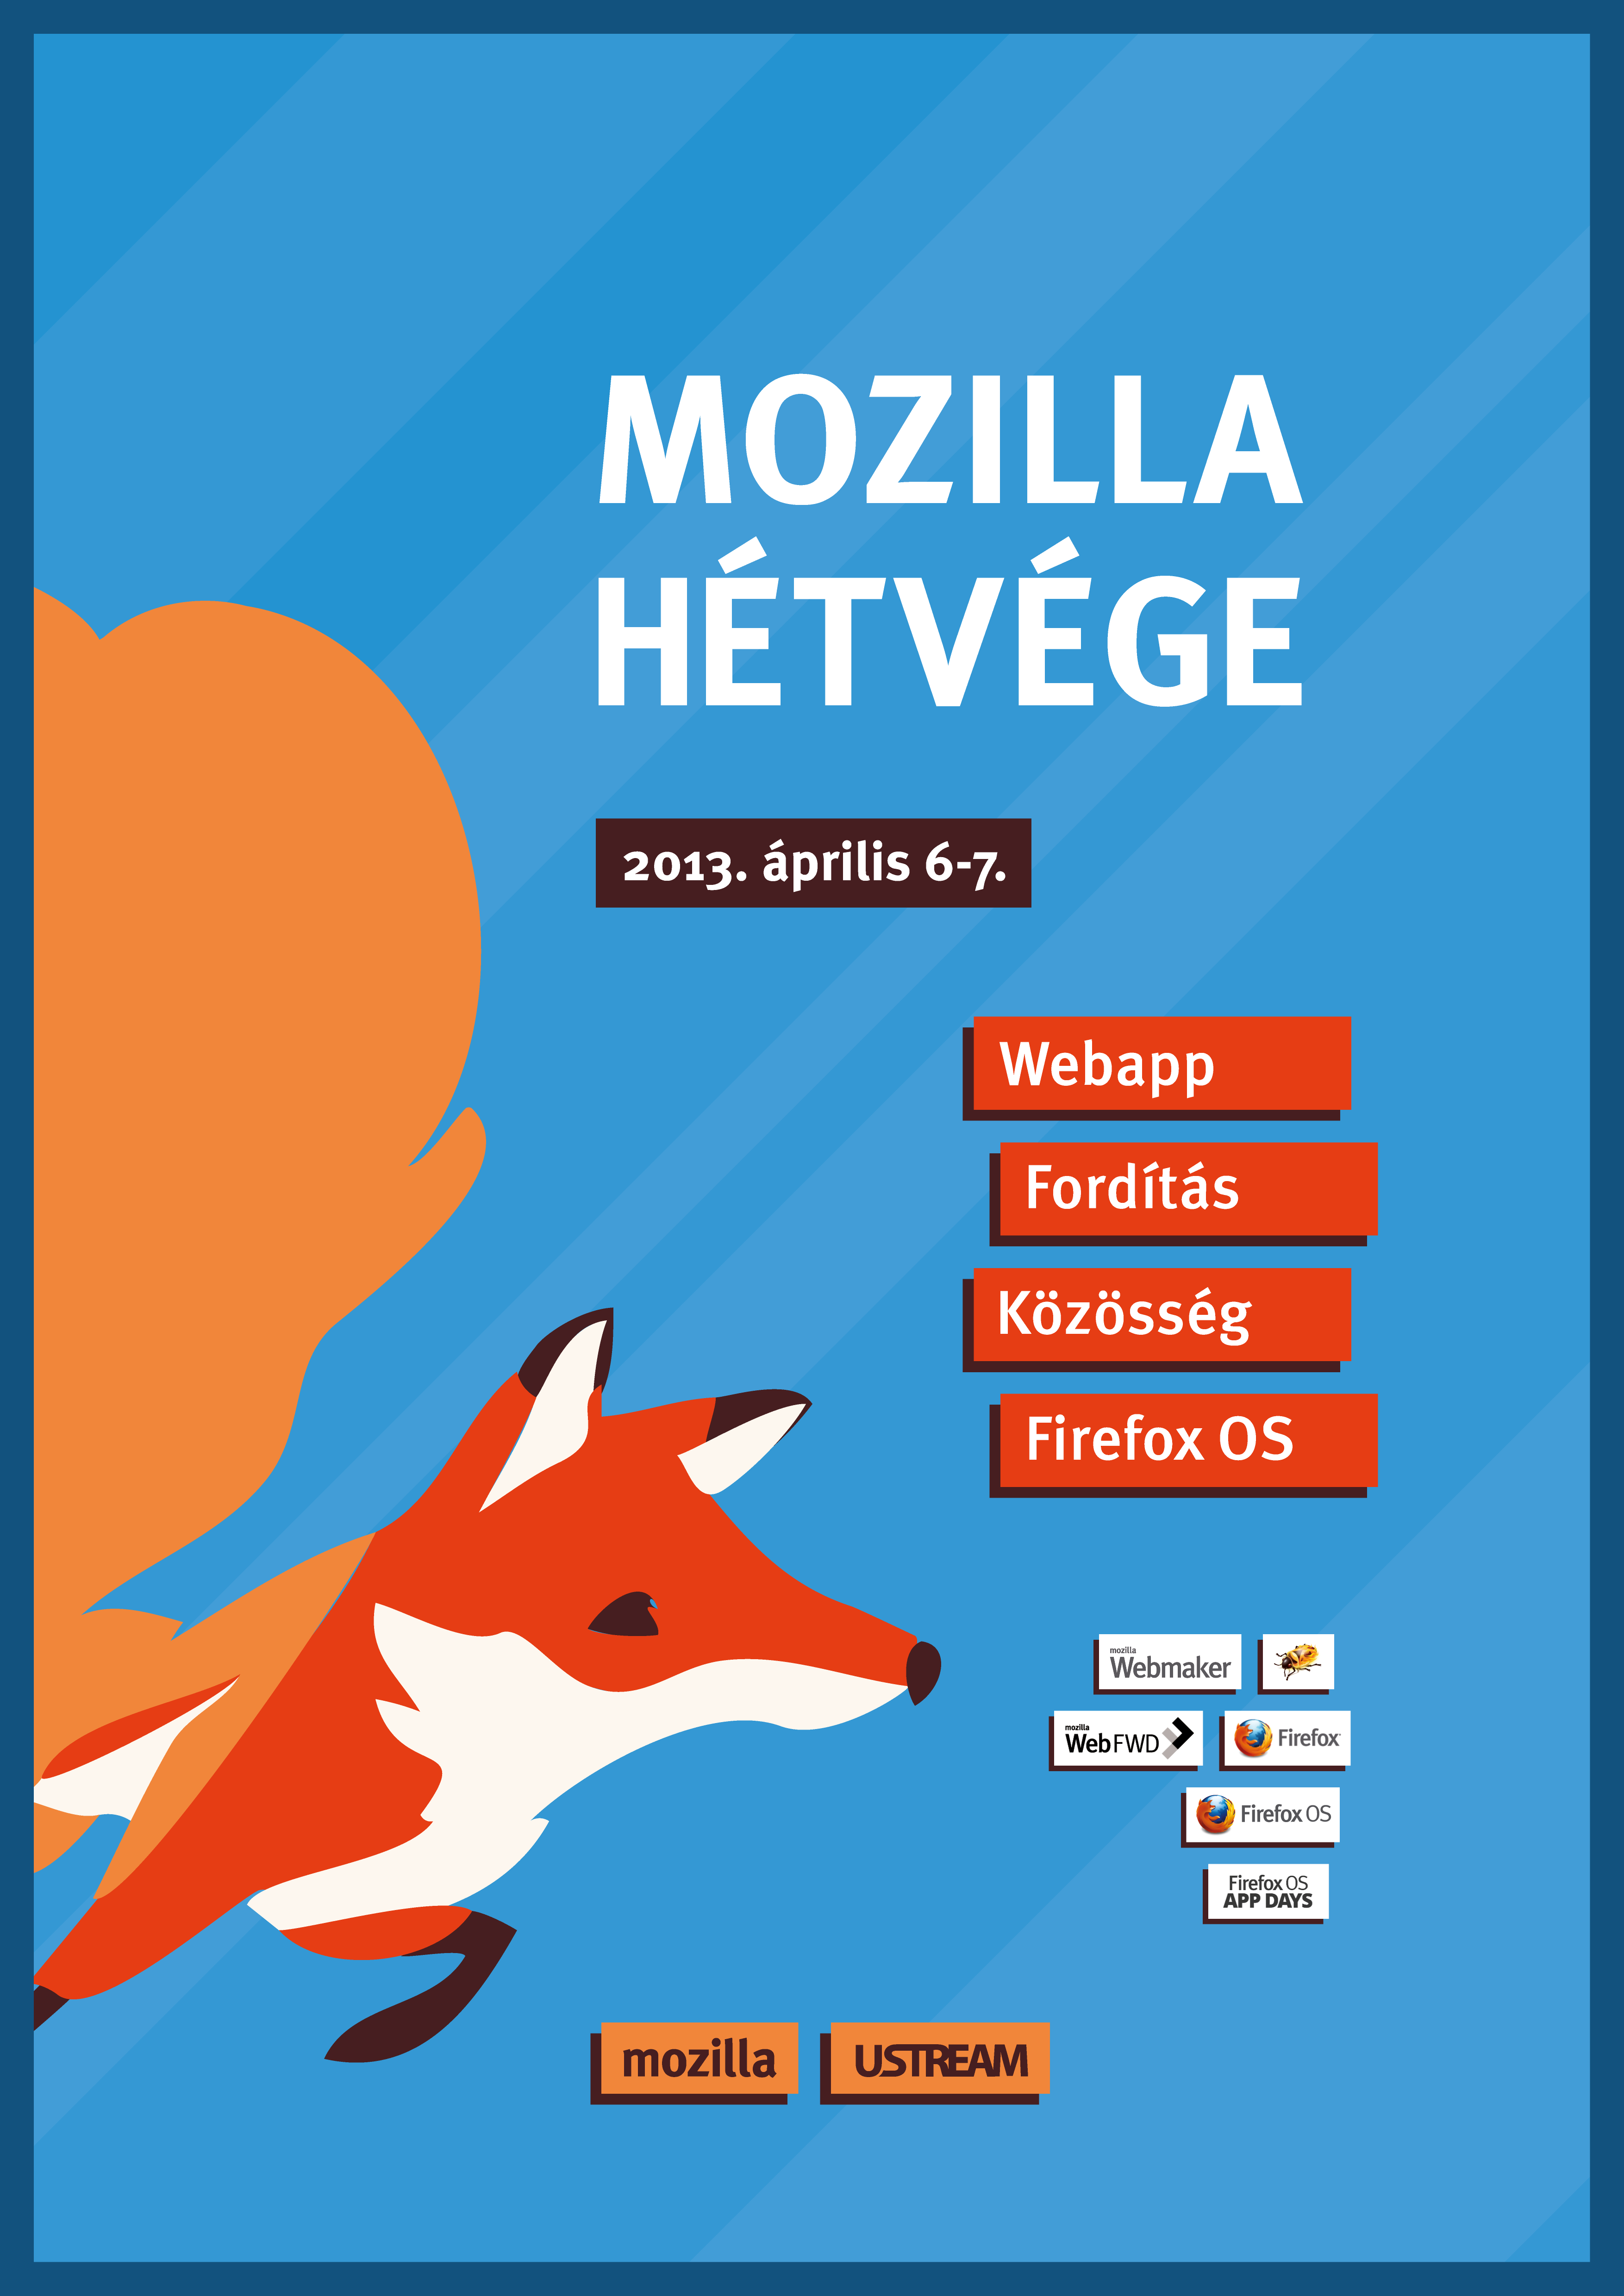 MOZILLA
HÉTVÉGE
2013. április 6-7.
Webapp
Fordítás
Közösség
Firefox OS
mozilla
Webmaker
mozilla
WebFWD
Firefox
Firefox OS
Firefox OS
APP DAYS
mozilla
USTREAM